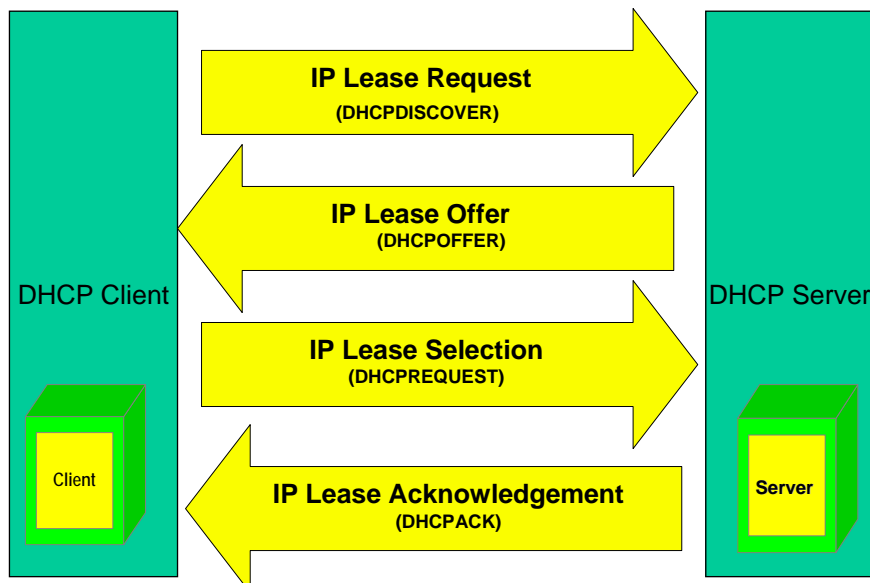 IP Lease Request
(DHCPDISCOVER)
IP Lease Offer
(DHCPOFFER)
DHCP Client
DHCP Server
IP Lease Selection
(DHCPREQUEST)
Client
Server
IP Lease Acknowledgement
(DHCPACK)